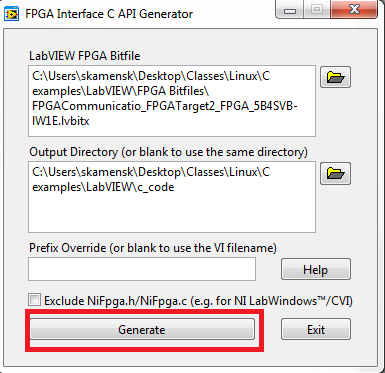 FPGA Interface C API Generator
LabVIEW FPGA Bitfile
C:\Users\skamensk\Desktop\Classes\Linux\C
examples\LabVIEW\FPGA Bitfiles\
FPGACommunicatio_FPGATarget2_FPGA_5B4SVB-
IW1E.lvbitx
Output Directory (or blank to use the same directory)
C:\Users\skamensk\Desktop\Classes\Linux\C
examples\LabVIEW\c_code
Prefix Override (or blank to use the VI filename)
Help
Exclude NiFpga.h/NiFpga.c (e.g. for NI LabWindows™/CVI)
Generate
Exit